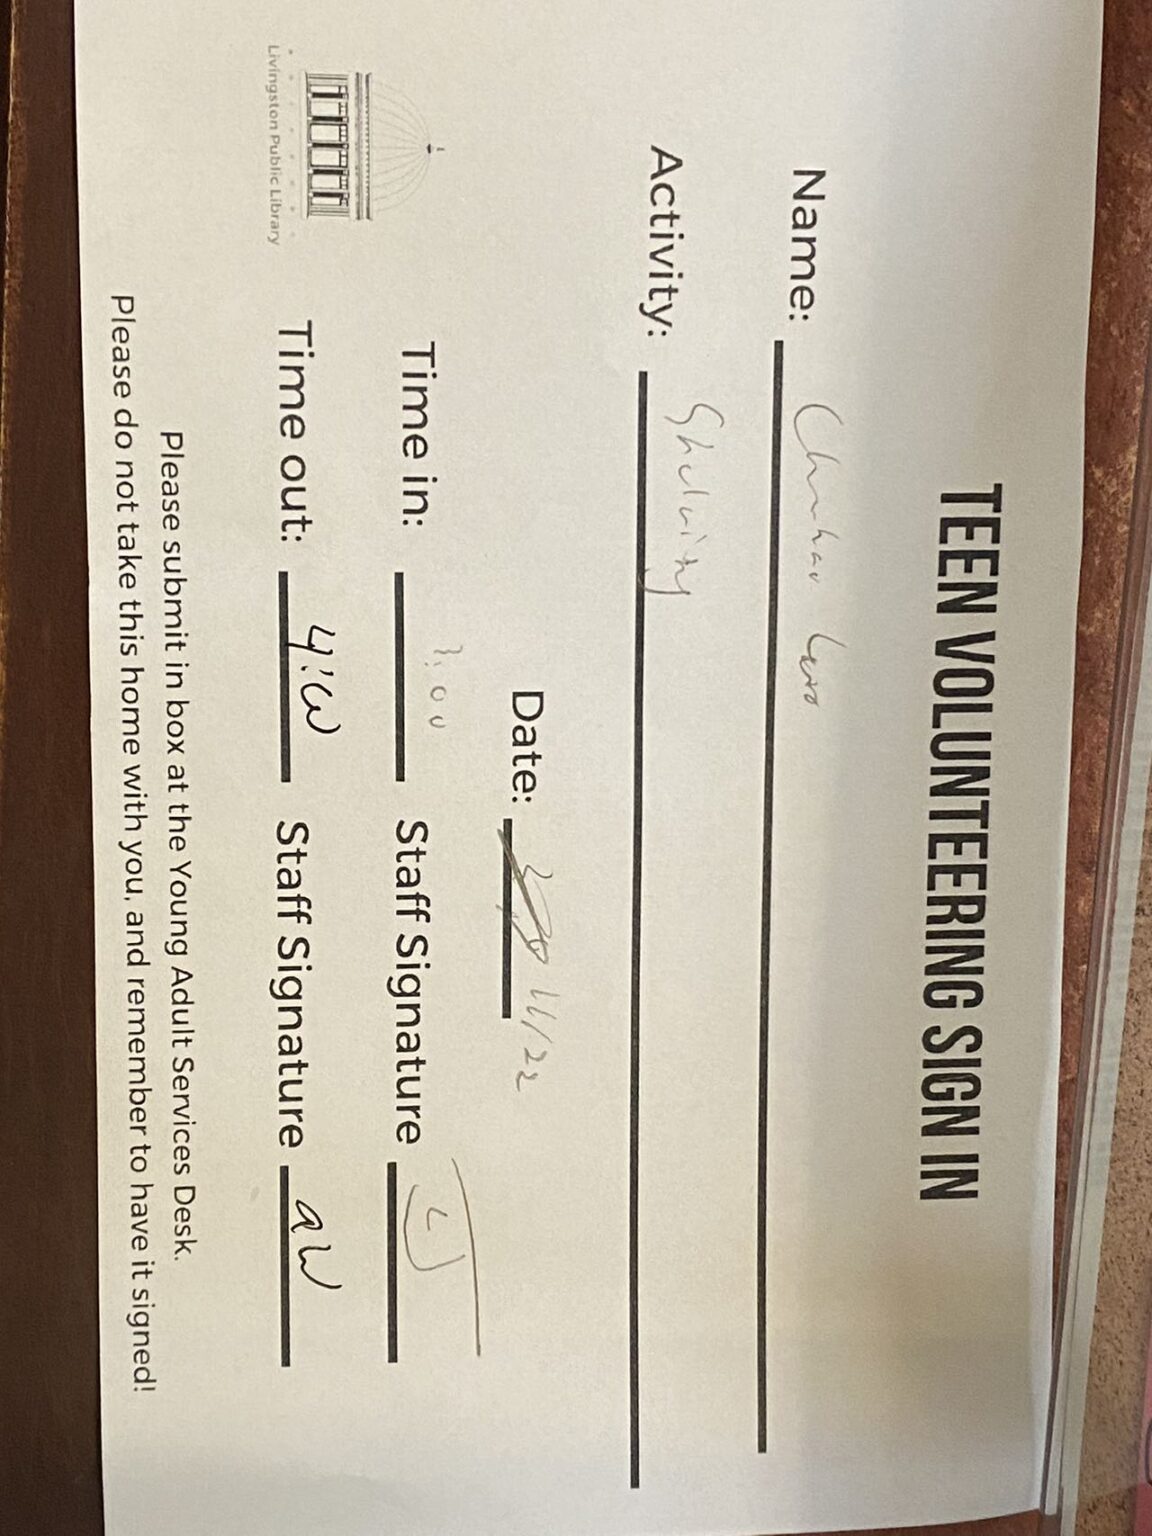 TEEN VOLUNTEERING SIGN IN
Name:
Activity: Shelving
Date: 11/22
Time in: 3:00 Staff Signature
Time out: 4:00 Staff Signature aW
Livingston Public Library
Please submit in box at the Young Adult Services Desk.
Please do not take this home with you, and remember to have it signed!